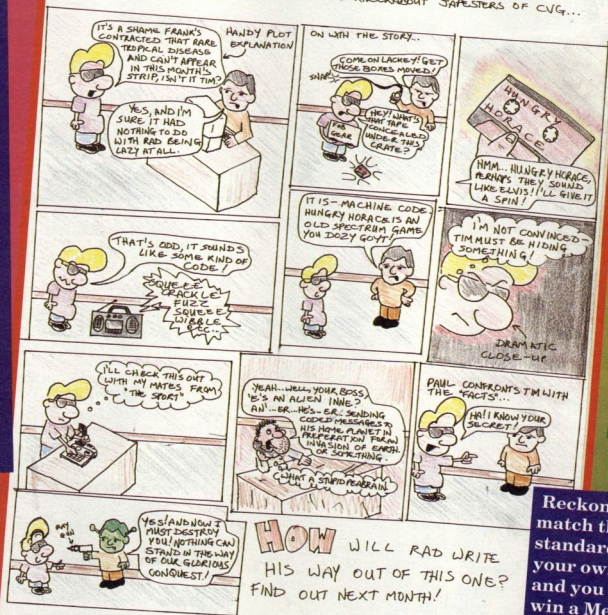 KNOCKABOUT JAPESTERS OF CVG...
IT'S A SHAME FRANK'S
CONTRACTED THAT RARE
TROPICAL DISEASE
AND CAN'T APPEAR
IN THIS MONTH'S
STRIP, ISN'T IT TIM?
HANDY PLOT
EXPLANATION
YES, AND I'M
SURE IT HAD
NOTHING TO DO
WITH RAD BEING
LAZY AT ALL.
ON WITH THE STORY...
COME ON LACKEY! GET
THOSE BOXES MOVED!
SNAP!
HEY! WHAT'S
THAT TAPE
CONCEALED
UNDER THIS
CRATE?
FAB
GEAR
HUNGRY
HORACE
HMM... HUNGRY HORACE,
PERHAPS THEY SOUND
LIKE ELVIS! I'LL GIVE IT
A SPIN!
THAT'S ODD, IT SOUNDS
LIKE SOME KIND OF
CODE!
SQUEEE
CRACKLE
FUZZ
SQUEEE
WIBBLE
ETC...
IT IS - MACHINE CODE.
HUNGRY HORACE IS AN
OLD SPECTRUM GAME
YOU DOZY GOYT!
I'M NOT CONVINCED -
TIM MUST BE HIDING
SOMETHING!
DRAMATIC
CLOSE-UP
I'LL CHECK THIS OUT
WITH MY MATES FROM
'THE SPORT'
YEAH... WELL, YOUR BOSS,
'E'S AN ALIEN INNE?
AN'... ER... HE'S - ER... SENDING
CODED MESSAGES TO
HIS HOME PLANET IN
PREPERATION FOR AN
INVASION OF EARTH.
OR SOMETHING.
WHAT A STUPID PEABRAIN
PAUL CONFRONTS TIM WITH
THE "FACTS"...
HA! I KNOW YOUR
SECRET!
RAY
GUN
YES! AND NOW I
MUST DESTROY
YOU! NOTHING CAN
STAND IN THE WAY
OF OUR GLORIOUS
CONQUEST!
HOW WILL RAD WRITE
HIS WAY OUT OF THIS ONE?
FIND OUT NEXT MONTH!
Reckon
match th
standar
your ow
and you
win a Me